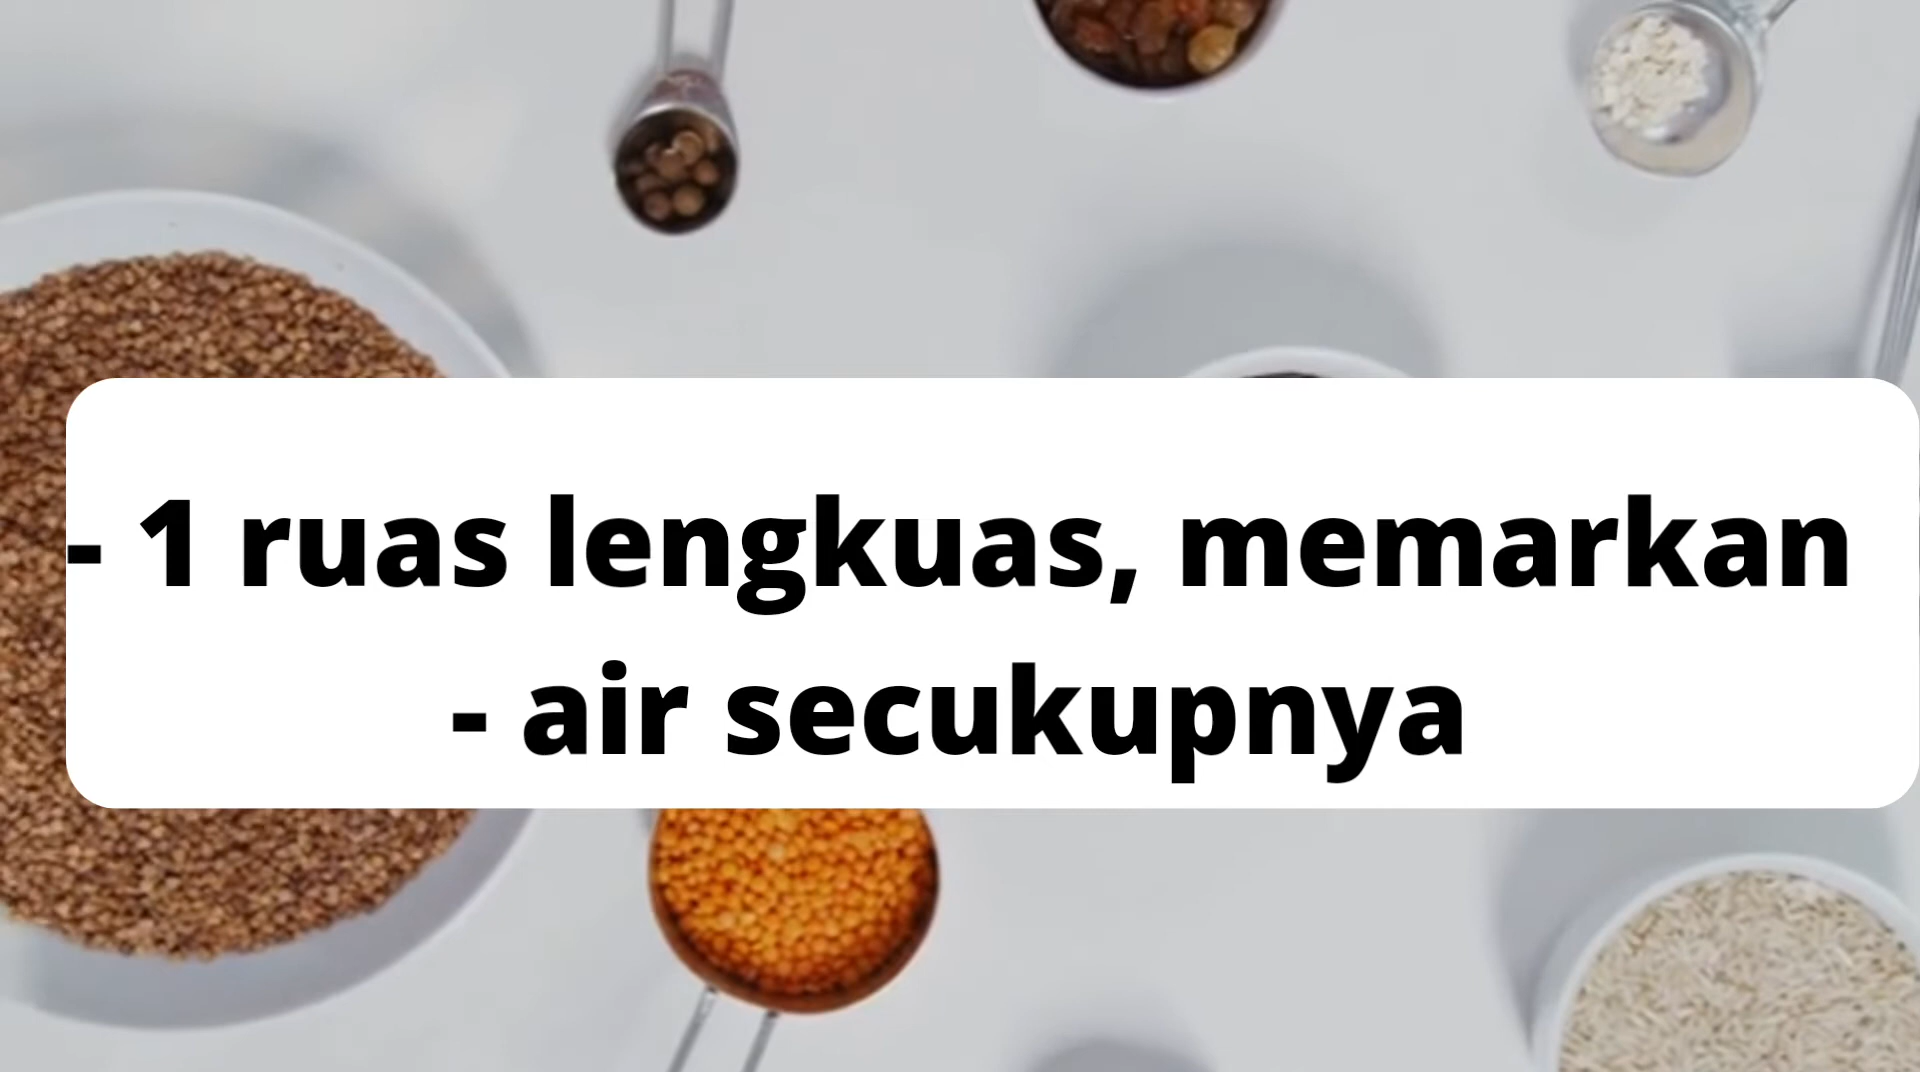 - 1 ruas lengkuas, memarkan
- air secukupnya